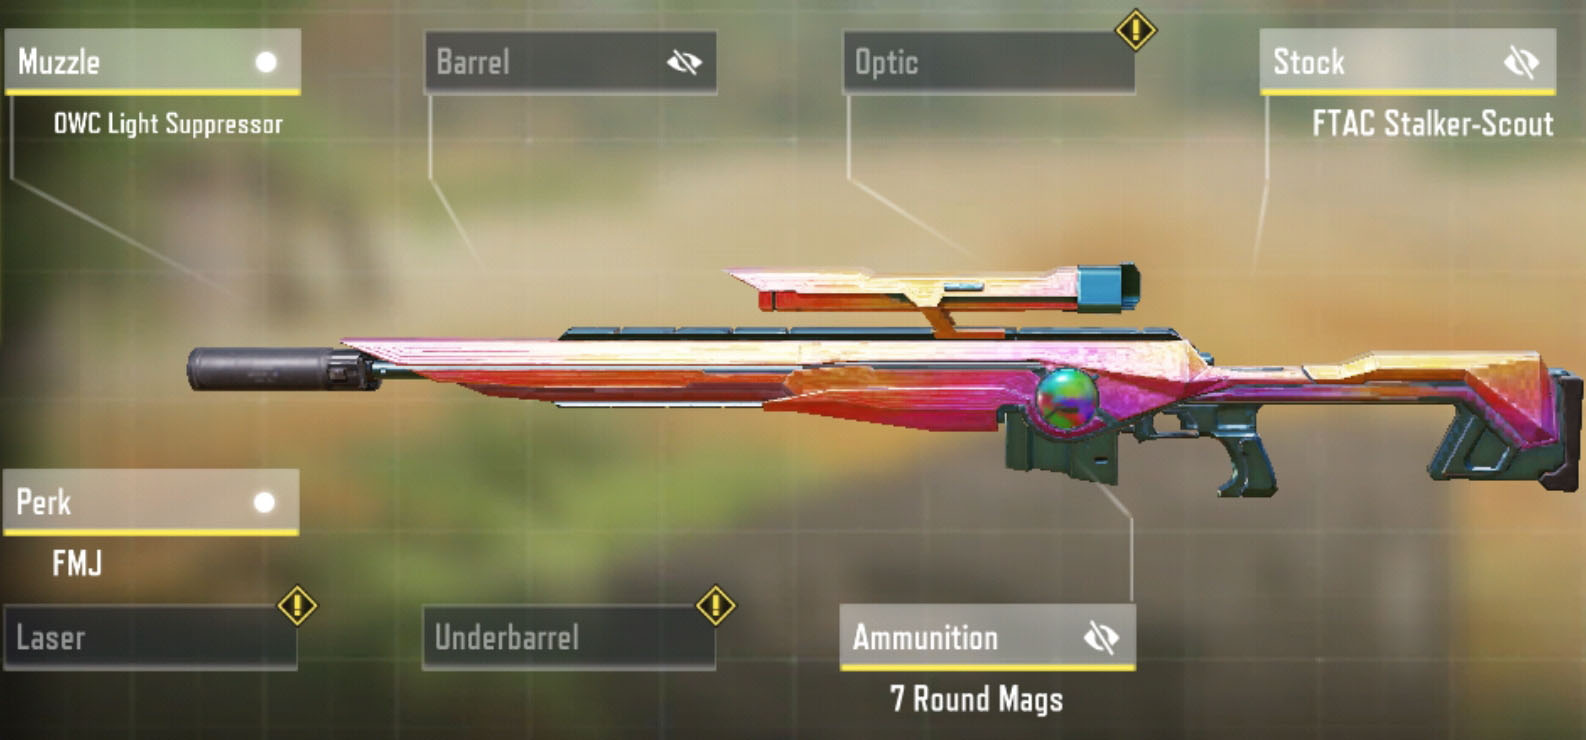 Muzzle
Barrel
Optic
Stock
OWC Light Suppressor
FTAC Stalker-Scout
Perk
FMJ
Laser
Underbarrel
Ammunition
7 Round Mags